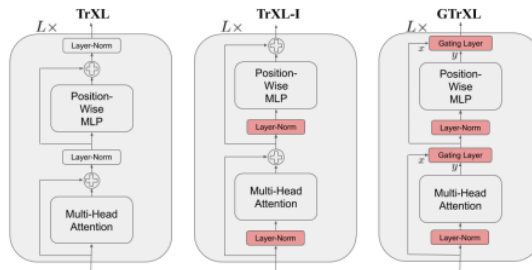 TrXL
L×
Layer-Norm
Position-
Wise
MLP
Layer-Norm
Multi-Head
Attention
TrXL-I
L×
Position-
Wise
MLP
Layer-Norm
Multi-Head
Attention
Layer-Norm
GTrXL
L×
Gating Layer
x
y
Position-
Wise
MLP
Layer-Norm
Gating Layer
x
y
Multi-Head
Attention
Layer-Norm